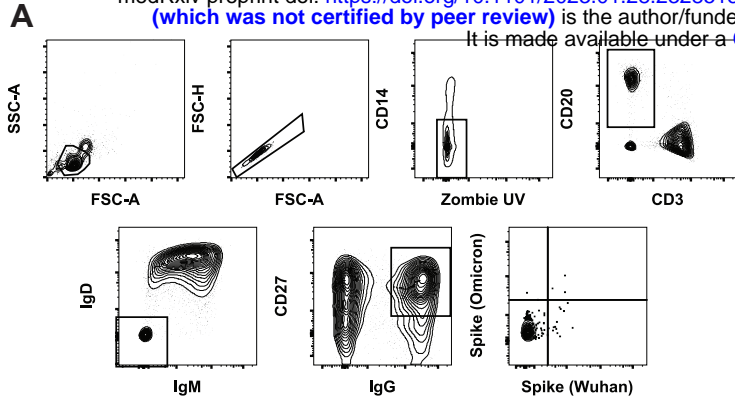 A
(which was not certified by peer review) is the author/funde
It is made available under a
SSC-A
FSC-A
FSC-H
FSC-A
CD14
Zombie UV
CD20
CD3
IgD
IgM
CD27
IgG
Spike (Omicron)
Spike (Wuhan)